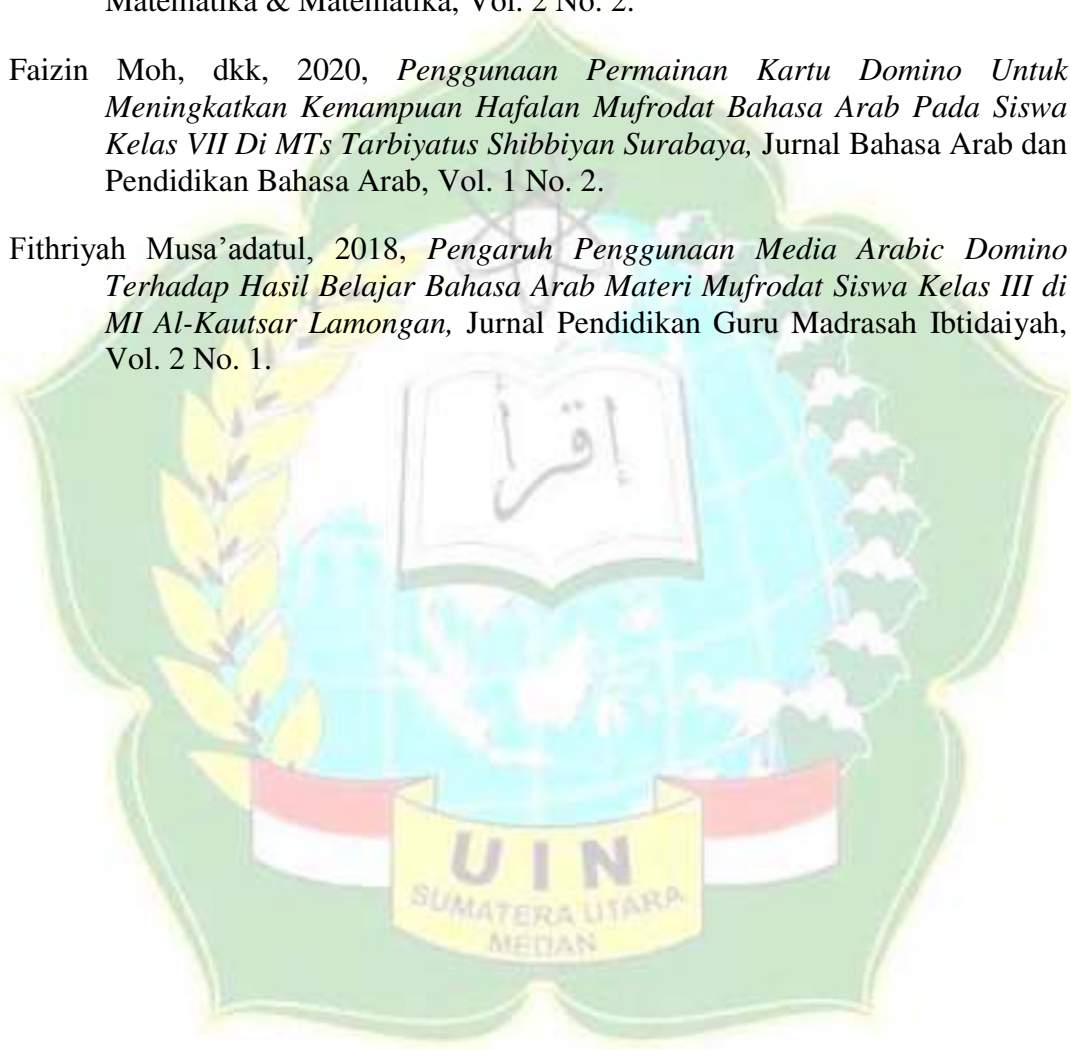 Matematika & Matematika, Vol. 2 No. 2.
Faizin Moh, dkk, 2020, Penggunaan Permainan Kartu Domino Untuk
Meningkatkan Kemampuan Hafalan Mufrodat Bahasa Arab Pada Siswa
Kelas VII Di MTs Tarbiyatus Shibbiyan Surabaya, Jurnal Bahasa Arab dan
Pendidikan Bahasa Arab, Vol. 1 No. 2.
Fithriyah Musa’adatul, 2018, Pengaruh Penggunaan Media Arabic Domino
Terhadap Hasil Belajar Bahasa Arab Materi Mufrodat Siswa Kelas III di
MI Al-Kautsar Lamongan, Jurnal Pendidikan Guru Madrasah Ibtidaiyah,
Vol. 2 No. 1.
إقرأ
UIN
SUMATERA UTARA
MEDAN